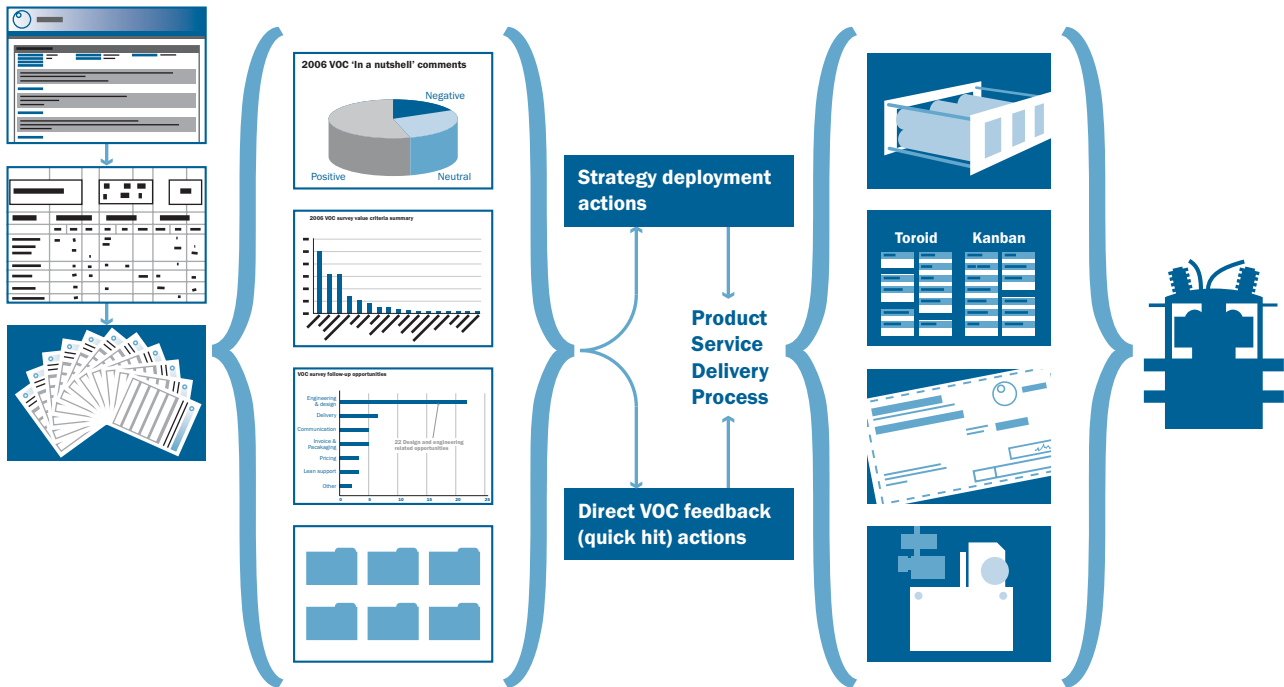 2006 VOC ‘In a nutshell’ comments
Negative
Positive
Neutral
2006 VOC survey value criteria summary
VOC survey follow-up opportunities
Engineering
& design
Delivery
Communication
Invoice &
Pacakaging
Pricing
Lean support
Other
22 Design and engineering
related apportunities
0 5 10 15 20 25
Strategy deployment
actions
Product
Service
Delivery
Process
Direct VOC feedback
(quick hit) actions
Toroid Kanban